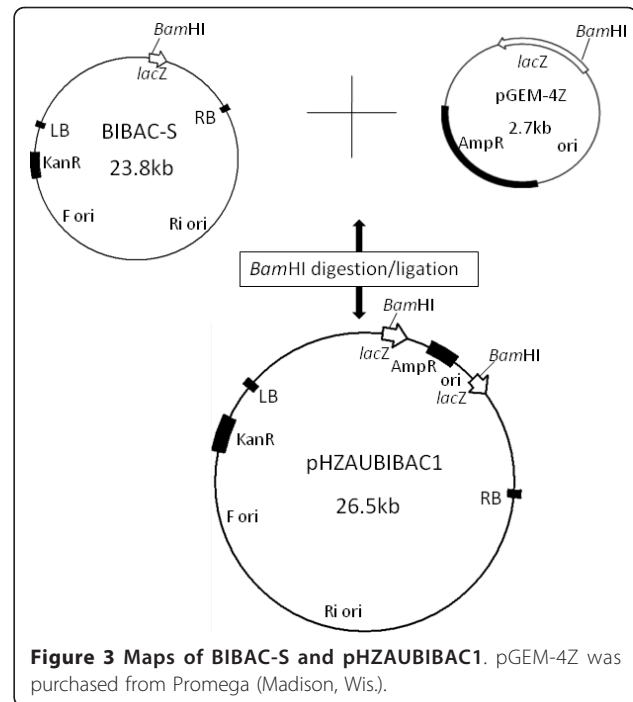 BamHI
lacZ
LB
RB
BIBAC-S
23.8kb
KanR
F ori
Ri ori
BamHI
lacZ
pGEM-4Z
2.7kb
AmpR
ori
BamHI digestion/ligation
BamHI
lacZ
AmpR
ori
BamHI
lacZ
LB
KanR
pHZAUBIBAC1
26.5kb
RB
F ori
Ri ori
Figure 3 Maps of BIBAC-S and pHZAUBIBAC1. pGEM-4Z was
purchased from Promega (Madison, Wis.).